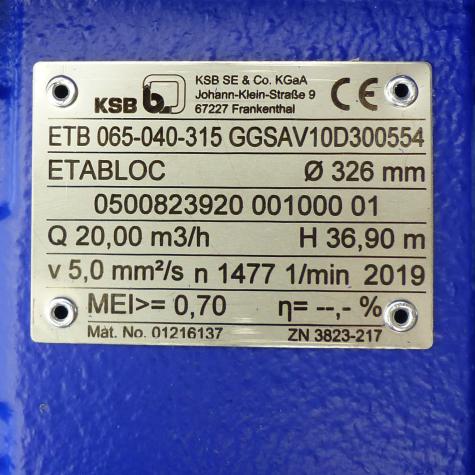 KSB b. KSB SE & Co. KGaA
Johann-Klein-Straße 9
67227 Frankenthal
CE
ETB 065-040-315 GGSAV10D300554
ETABLOC Ø 326 mm
0500823920 001000 01
Q 20,00 m3/h H 36,90 m
v 5,0 mm²/s n 1477 1/min 2019
MEI>= 0,70 η= --,- %
Mat. No. 01216137 ZN 3823-217